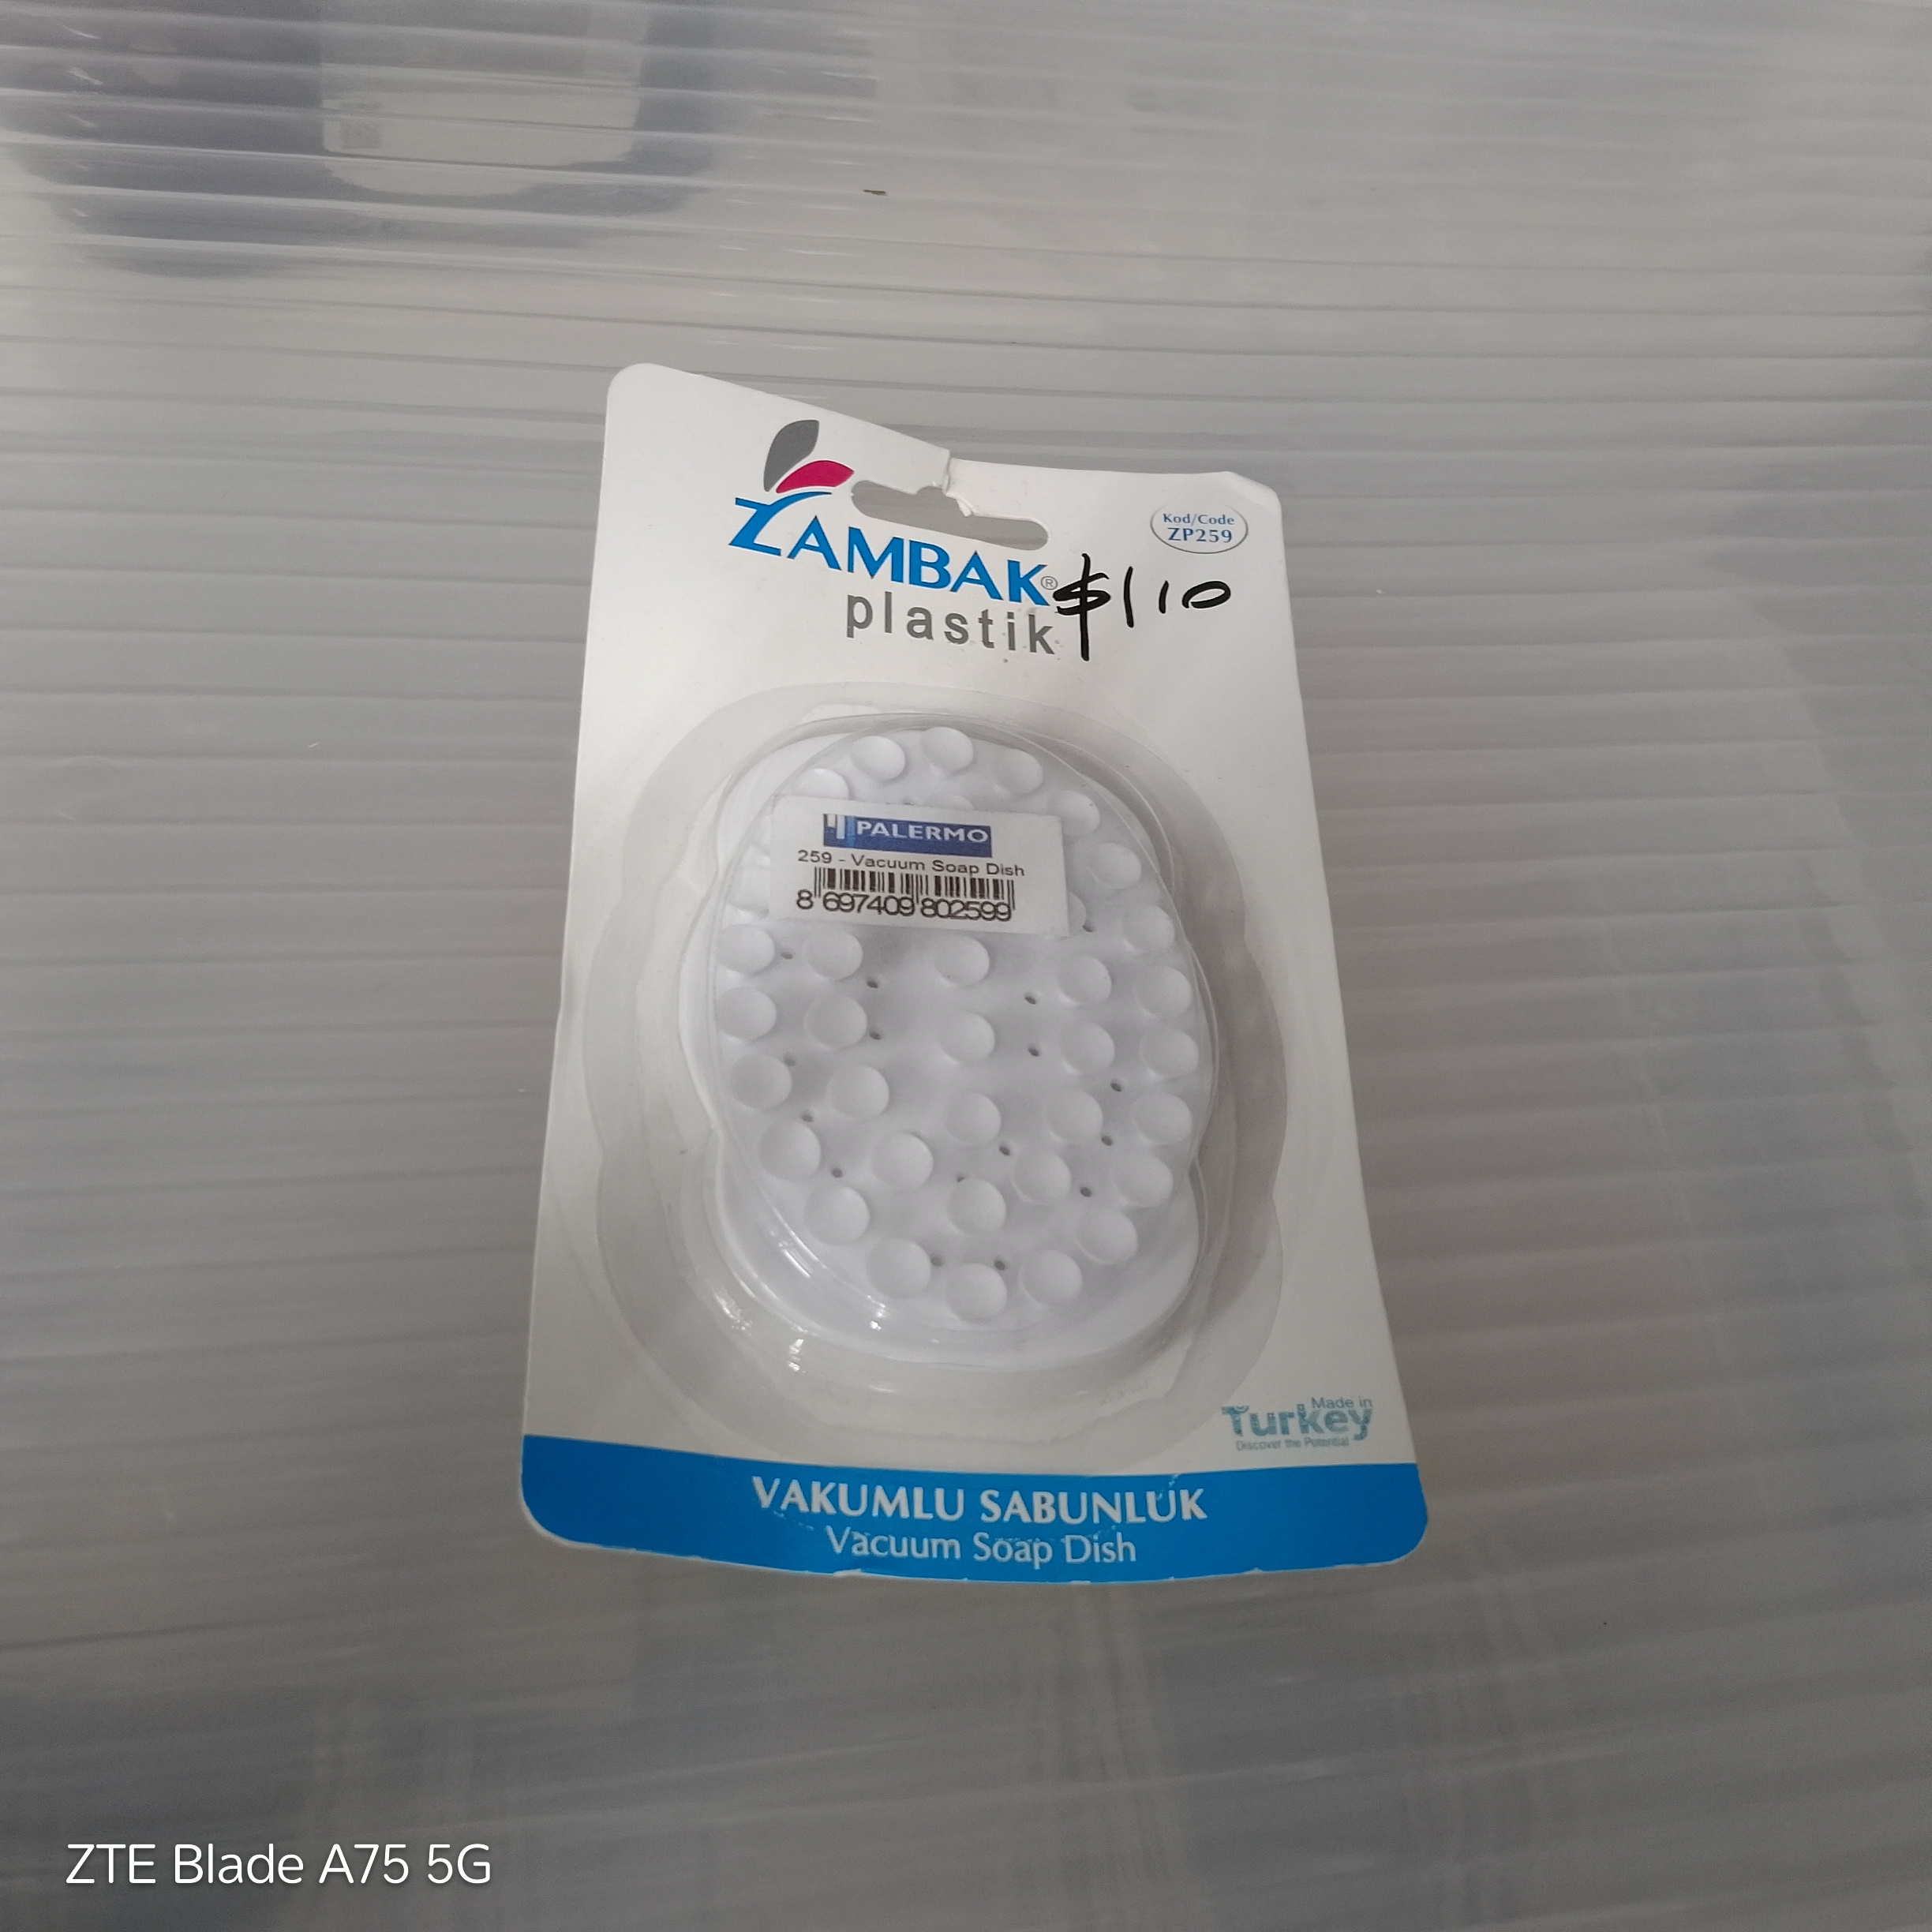 Kod/Code
ZP259
ZAMBAK®
plastik
$110
PALERMO
259 - Vacuum Soap Dish
8 697409 802599
Made in
Turkey
Discover the Potential
VAKUMLU SABUNLUK
Vacuum Soap Dish
ZTE Blade A75 5G